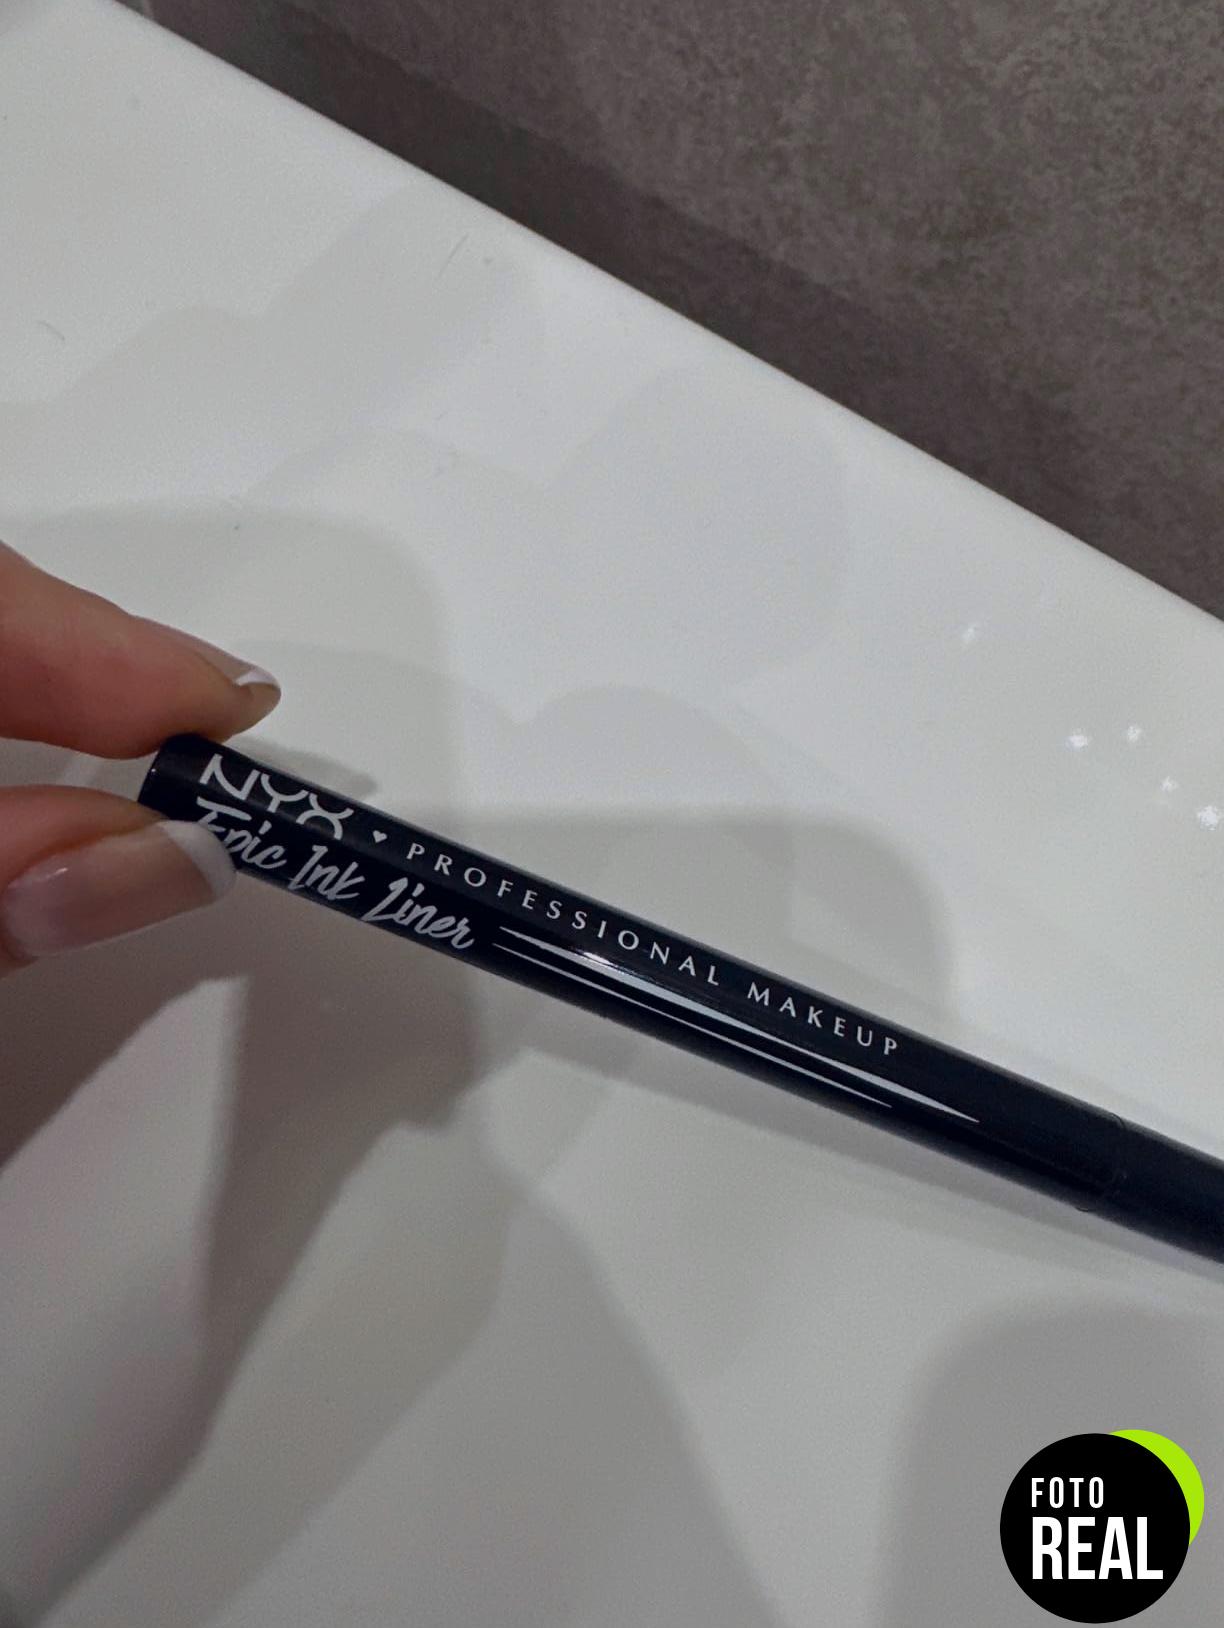 NYX ♥ PROFESSIONAL MAKEUP
Epic Ink Liner
FOTO
REAL